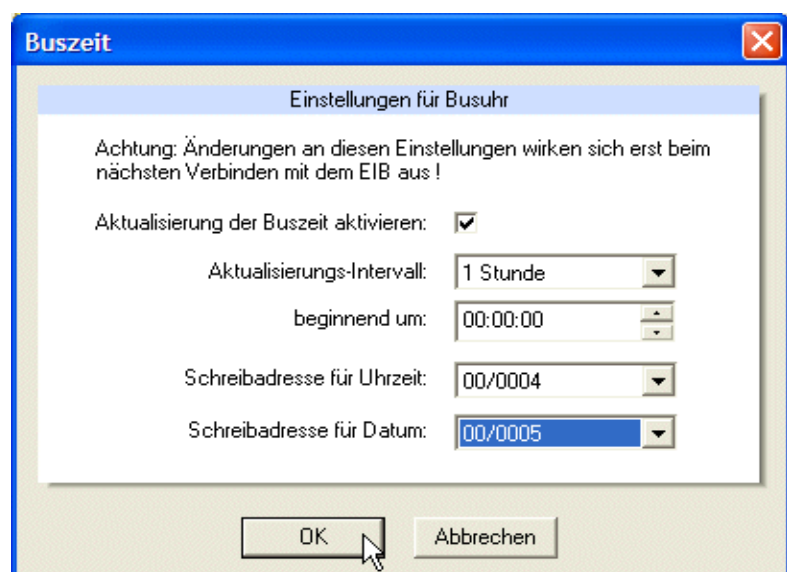 Buszeit
Einstellungen für Busuhr
Achtung: Änderungen an diesen Einstellungen wirken sich erst beim
nächsten Verbinden mit dem EIB aus !
Aktualisierung der Buszeit aktivieren:
Aktualisierungs-Intervall: 1 Stunde
beginnend um: 00:00:00
Schreibadresse für Uhrzeit: 00/0004
Schreibadresse für Datum: 00/0005
OK Abbrechen